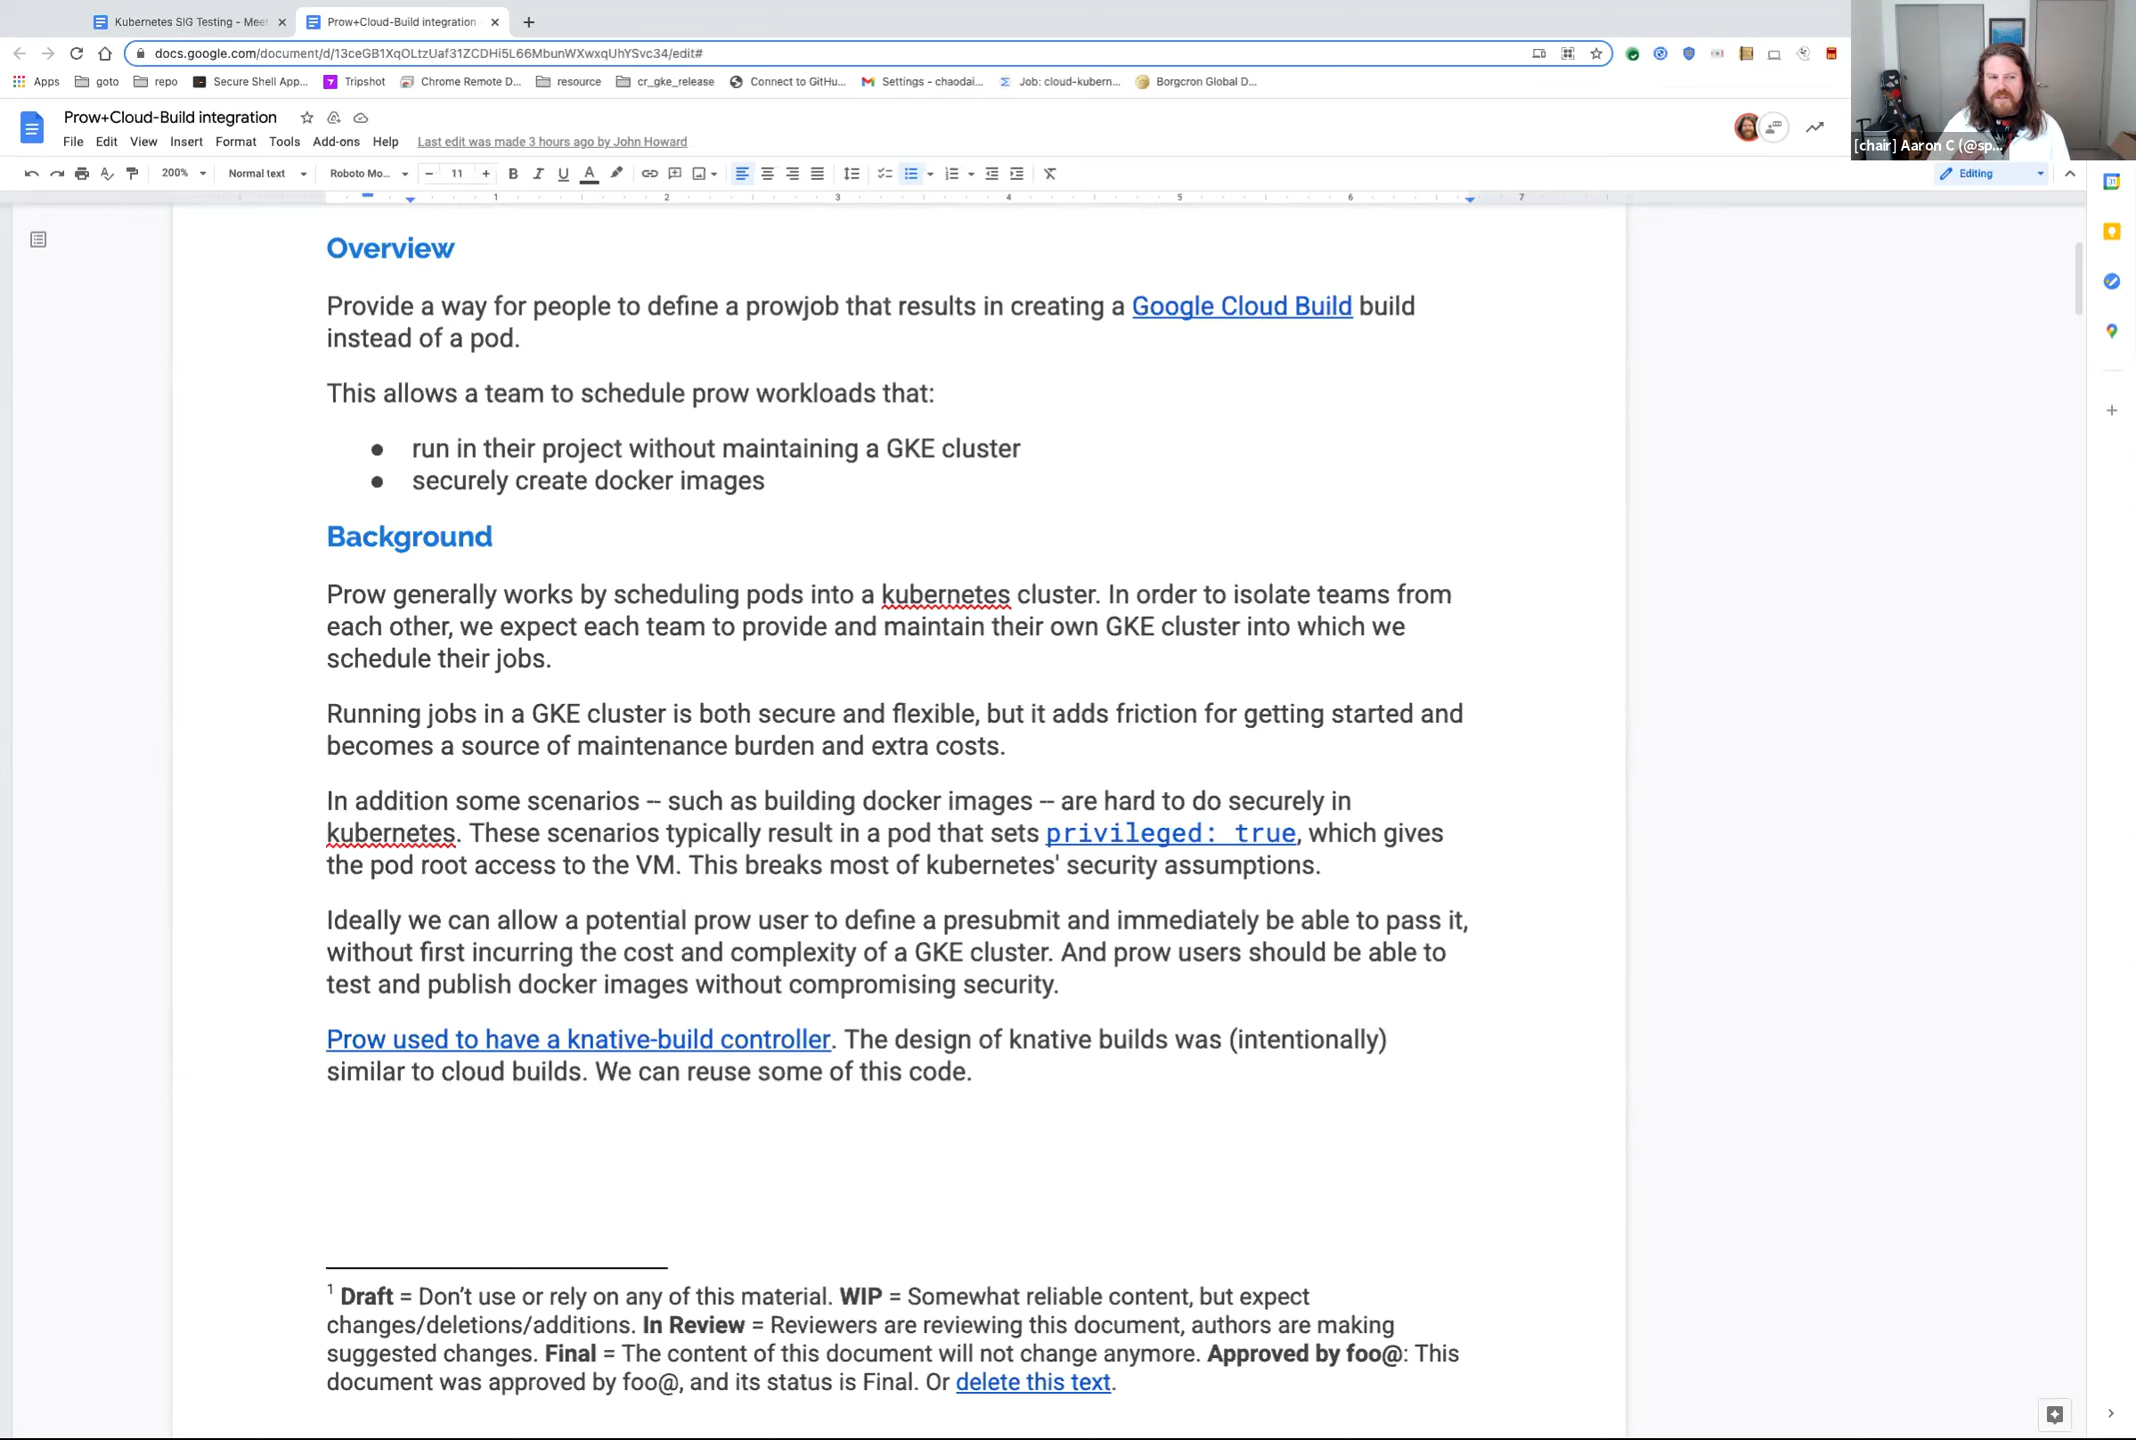 Kubernetes SIG Testing - Meet
Prow+Cloud-Build integration
docs.google.com/document/d/13ceGB1XqOLtzUaf31ZCDHi5L66MbunWXwxqUhYSvc34/edit#
Apps goto repo Secure Shell App... Tripshot Chrome Remote D... resource cr_gke_release Connect to GitHu... Settings - chaodai... Job: cloud-kubern... Borgcron Global D...
Prow+Cloud-Build integration
File Edit View Insert Format Tools Add-ons Help Last edit was made 3 hours ago by John Howard
[chair] Aaron C (@sp...
200% Normal text Roboto Mo... − 11 + B I U A Editing
1 2 3 4 5 6 7
Overview
Provide a way for people to define a prowjob that results in creating a Google Cloud Build build
instead of a pod.
This allows a team to schedule prow workloads that:
● run in their project without maintaining a GKE cluster
● securely create docker images
Background
Prow generally works by scheduling pods into a kubernetes cluster. In order to isolate teams from
each other, we expect each team to provide and maintain their own GKE cluster into which we
schedule their jobs.
Running jobs in a GKE cluster is both secure and flexible, but it adds friction for getting started and
becomes a source of maintenance burden and extra costs.
In addition some scenarios -- such as building docker images -- are hard to do securely in
kubernetes. These scenarios typically result in a pod that sets privileged: true, which gives
the pod root access to the VM. This breaks most of kubernetes' security assumptions.
Ideally we can allow a potential prow user to define a presubmit and immediately be able to pass it,
without first incurring the cost and complexity of a GKE cluster. And prow users should be able to
test and publish docker images without compromising security.
Prow used to have a knative-build controller. The design of knative builds was (intentionally)
similar to cloud builds. We can reuse some of this code.
1 Draft = Don’t use or rely on any of this material. WIP = Somewhat reliable content, but expect
changes/deletions/additions. In Review = Reviewers are reviewing this document, authors are making
suggested changes. Final = The content of this document will not change anymore. Approved by foo@: This
document was approved by foo@, and its status is Final. Or delete this text.